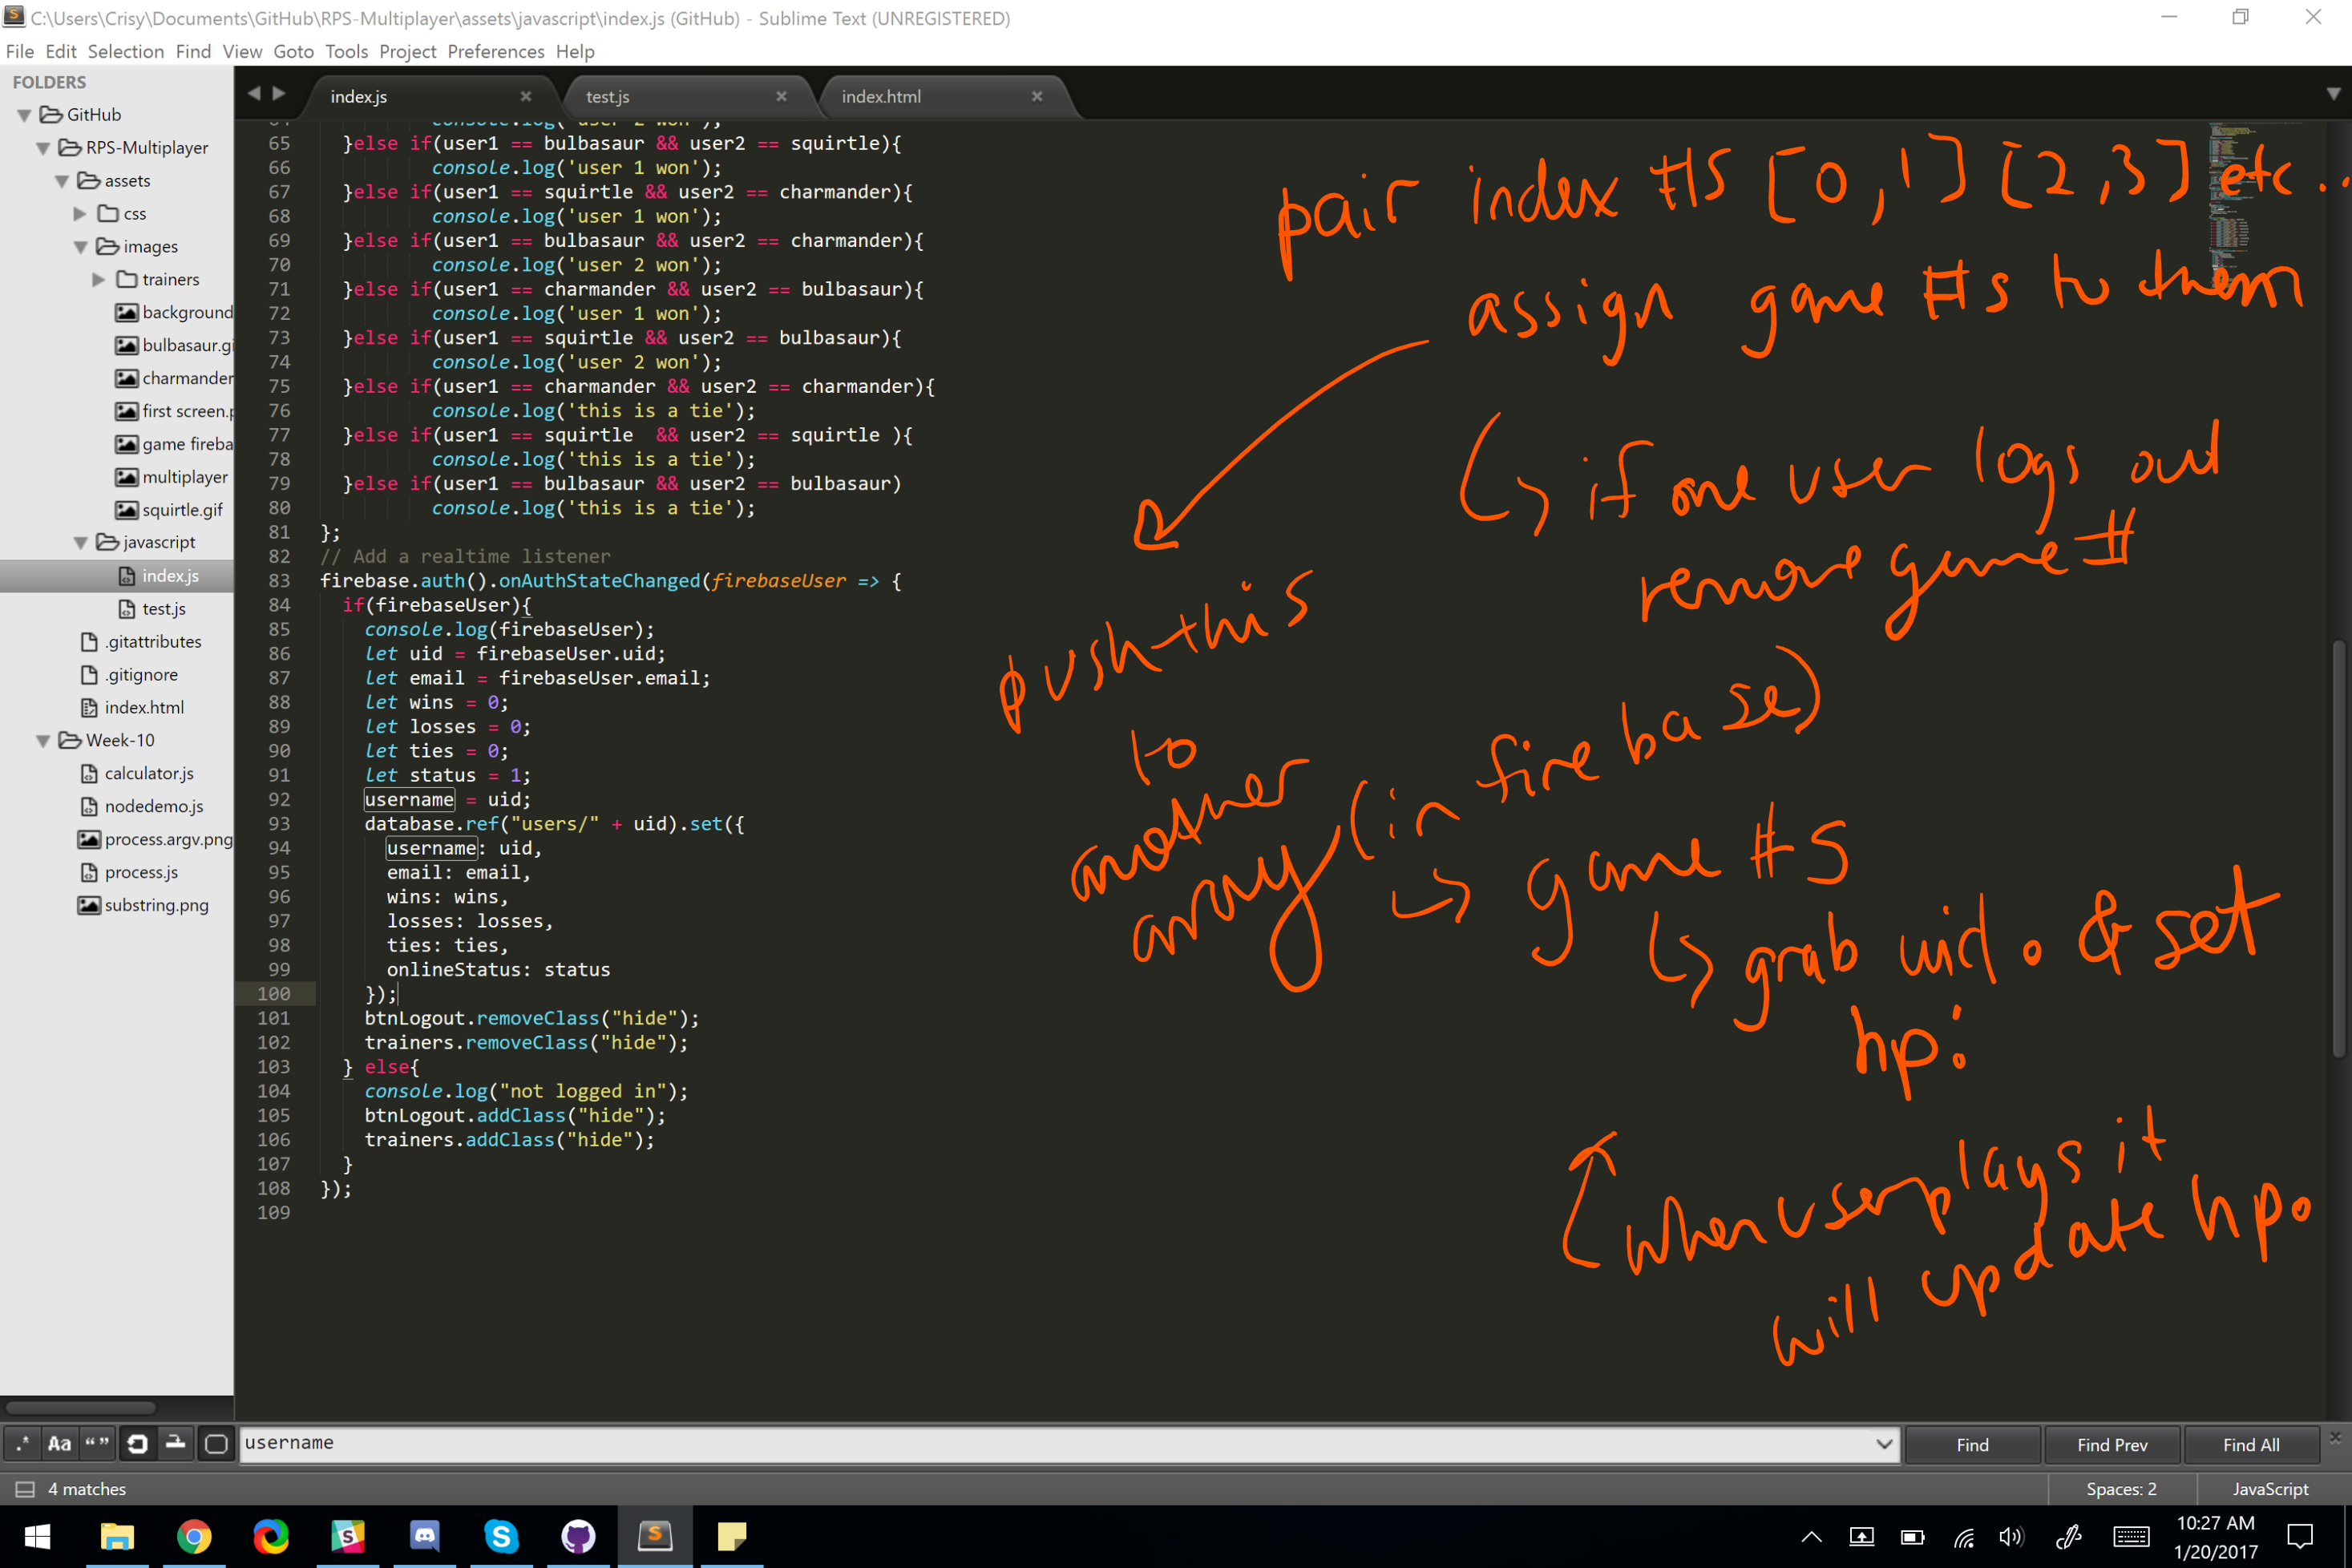 C:\Users\Crisy\Documents\GitHub\RPS-Multiplayer\assets\javascript\index.js (GitHub) - Sublime Text (UNREGISTERED)
File Edit Selection Find View Goto Tools Project Preferences Help
FOLDERS
GitHub
RPS-Multiplayer
assets
css
images
trainers
background
bulbasaur.gi
charmander
first screen.p
game fireba
multiplayer
squirtle.gif
javascript
index.js
test.js
.gitattributes
.gitignore
index.html
Week-10
calculator.js
nodedemo.js
process.argv.png
process.js
substring.png
index.js test.js index.html
64 console.log('user 2 won');
65 }else if(user1 == bulbasaur && user2 == squirtle){
66 console.log('user 1 won');
67 }else if(user1 == squirtle && user2 == charmander){
68 console.log('user 1 won');
69 }else if(user1 == bulbasaur && user2 == charmander){
70 console.log('user 2 won');
71 }else if(user1 == charmander && user2 == bulbasaur){
72 console.log('user 1 won');
73 }else if(user1 == squirtle && user2 == bulbasaur){
74 console.log('user 2 won');
75 }else if(user1 == charmander && user2 == charmander){
76 console.log('this is a tie');
77 }else if(user1 == squirtle  && user2 == squirtle ){
78 console.log('this is a tie');
79 }else if(user1 == bulbasaur && user2 == bulbasaur)
80 console.log('this is a tie');
81 };
82 // Add a realtime listener
83 firebase.auth().onAuthStateChanged(firebaseUser => {
84 if(firebaseUser){
85 console.log(firebaseUser);
86 let uid = firebaseUser.uid;
87 let email = firebaseUser.email;
88 let wins = 0;
89 let losses = 0;
90 let ties = 0;
91 let status = 1;
92 username = uid;
93 database.ref("users/" + uid).set({
94 username: uid,
95 email: email,
96 wins: wins,
97 losses: losses,
98 ties: ties,
99 onlineStatus: status
100 });
101 btnLogout.removeClass("hide");
102 trainers.removeClass("hide");
103 } else{
104 console.log("not logged in");
105 btnLogout.addClass("hide");
106 trainers.addClass("hide");
107 }
108 });
109
pair index #s [0,1] [2,3] etc..
assign game #s to them
if one user logs out
remove game #
push this
to
another
array (in firebase)
game #s
grab uid. & set
hp:
when user plays it
will update hp.
.* Aa “ ” username Find Find Prev Find All
4 matches Spaces: 2 JavaScript
10:27 AM
1/20/2017